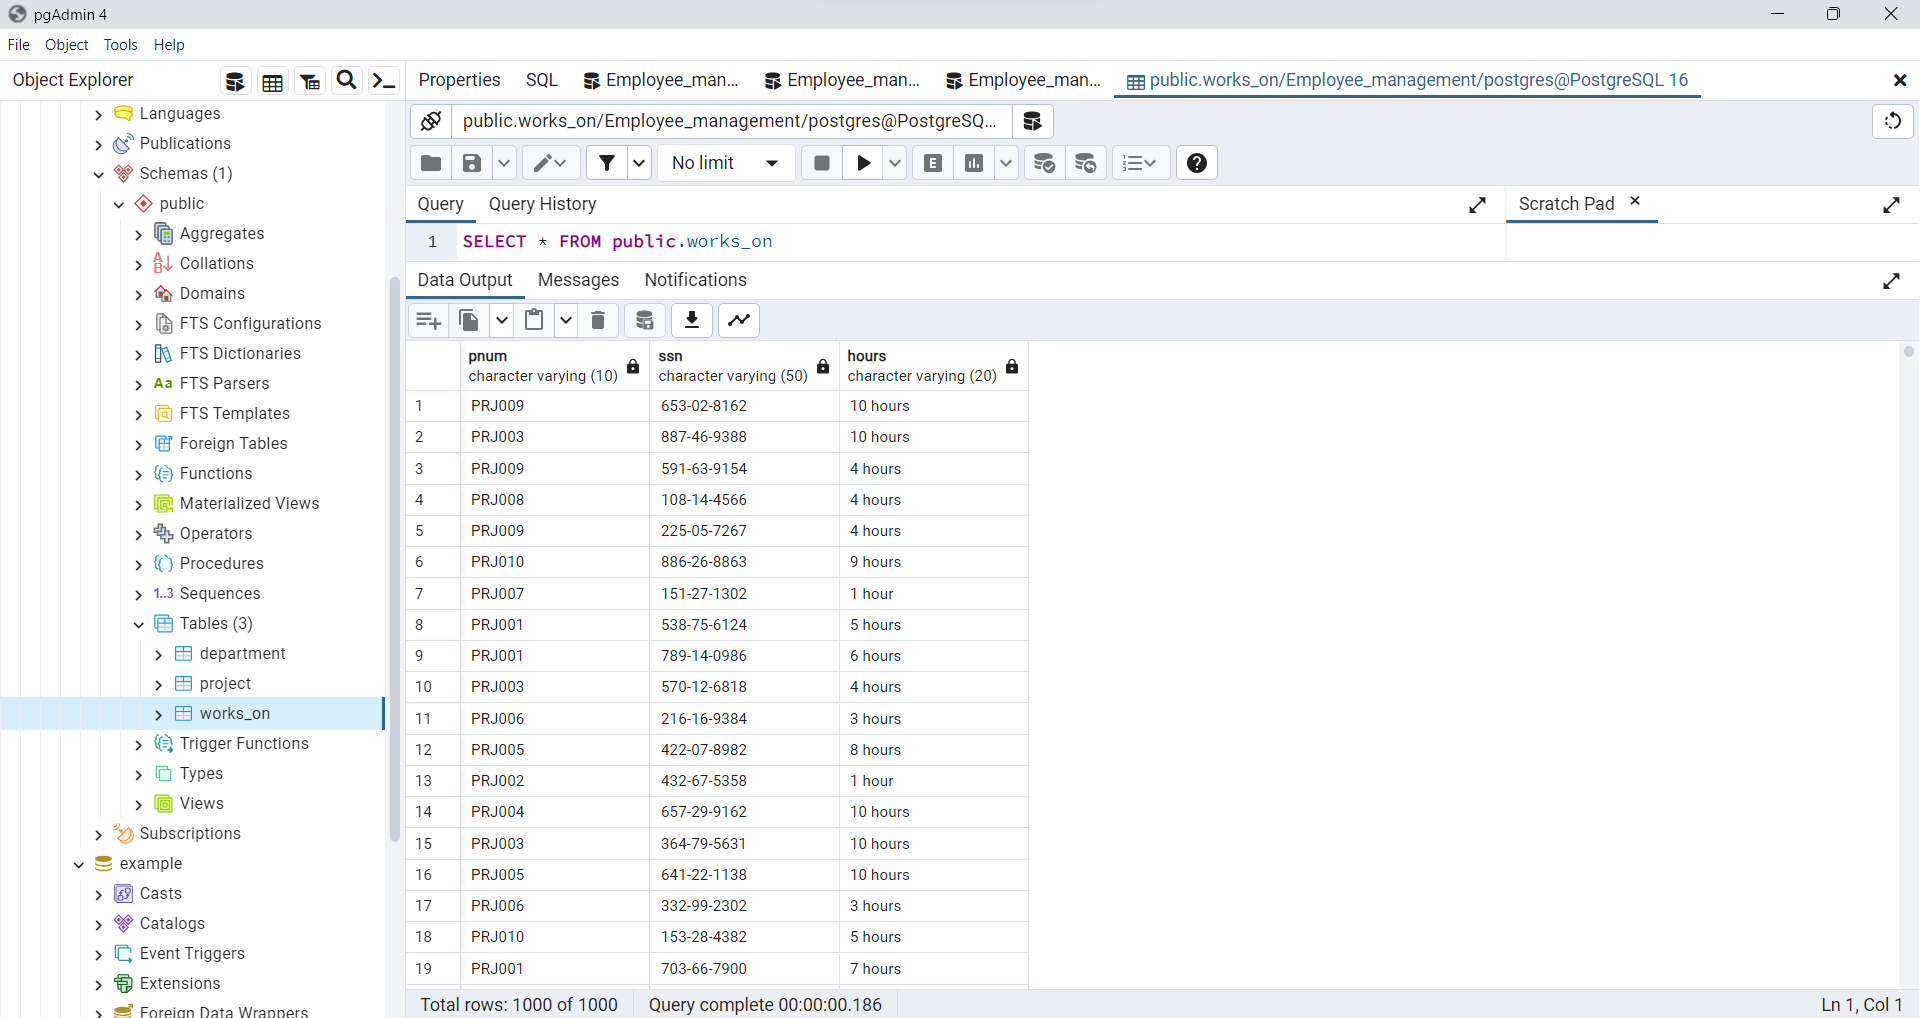 pgAdmin 4
File Object Tools Help
Object Explorer
Properties SQL Employee_man... Employee_man... Employee_man... public.works_on/Employee_management/postgres@PostgreSQL 16
Languages
Publications
Schemas (1)
public
Aggregates
Collations
Domains
FTS Configurations
FTS Dictionaries
Aa FTS Parsers
FTS Templates
Foreign Tables
Functions
Materialized Views
Operators
Procedures
1..3 Sequences
Tables (3)
department
project
works_on
Trigger Functions
Types
Views
Subscriptions
example
Casts
Catalogs
Event Triggers
Extensions
Foreign Data Wrappers
public.works_on/Employee_management/postgres@PostgreSQ...
No limit
E
Query Query History
Scratch Pad
1 SELECT * FROM public.works_on
Data Output Messages Notifications
pnum ssn hours
character varying (10) character varying (50) character varying (20)
1 PRJ009 653-02-8162 10 hours
2 PRJ003 887-46-9388 10 hours
3 PRJ009 591-63-9154 4 hours
4 PRJ008 108-14-4566 4 hours
5 PRJ009 225-05-7267 4 hours
6 PRJ010 886-26-8863 9 hours
7 PRJ007 151-27-1302 1 hour
8 PRJ001 538-75-6124 5 hours
9 PRJ001 789-14-0986 6 hours
10 PRJ003 570-12-6818 4 hours
11 PRJ006 216-16-9384 3 hours
12 PRJ005 422-07-8982 8 hours
13 PRJ002 432-67-5358 1 hour
14 PRJ004 657-29-9162 10 hours
15 PRJ003 364-79-5631 10 hours
16 PRJ005 641-22-1138 10 hours
17 PRJ006 332-99-2302 3 hours
18 PRJ010 153-28-4382 5 hours
19 PRJ001 703-66-7900 7 hours
Total rows: 1000 of 1000 Query complete 00:00:00.186
Ln 1, Col 1